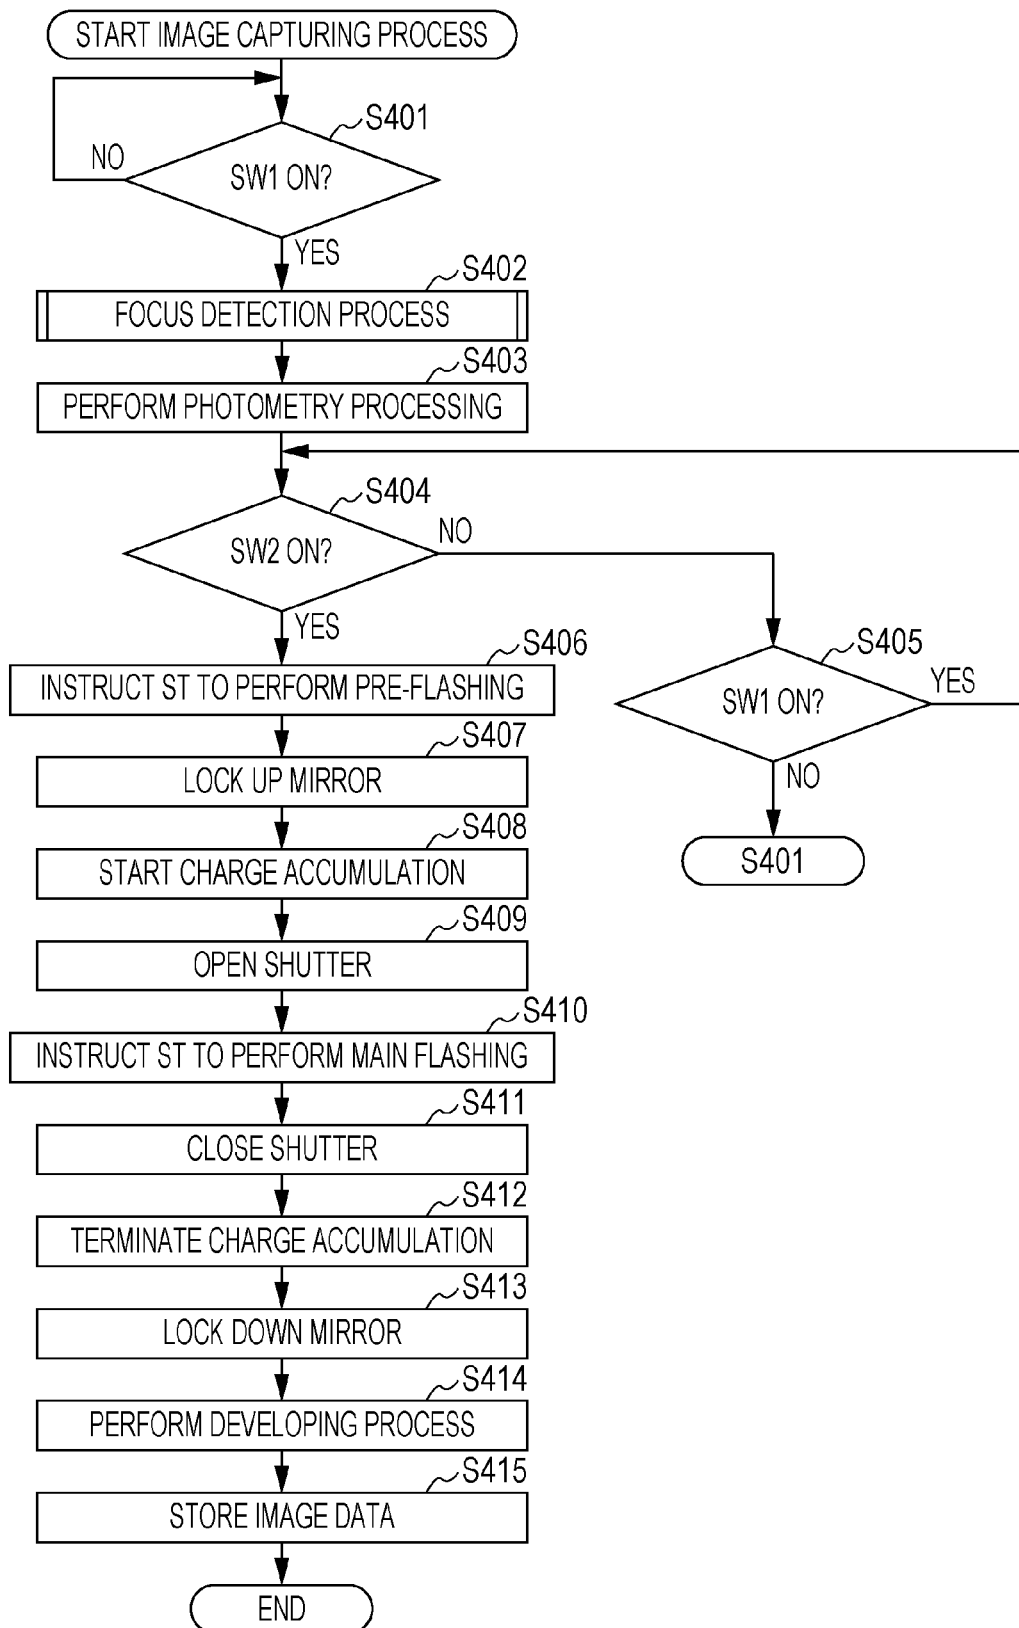 START IMAGE CAPTURING PROCESS
S401
NO
SW1 ON?
YES
S402
FOCUS DETECTION PROCESS
S403
PERFORM PHOTOMETRY PROCESSING
S404
NO
SW2 ON?
YES
S406
INSTRUCT ST TO PERFORM PRE-FLASHING
S405
YES
SW1 ON?
NO
S401
S407
LOCK UP MIRROR
S408
START CHARGE ACCUMULATION
S409
OPEN SHUTTER
S410
INSTRUCT ST TO PERFORM MAIN FLASHING
S411
CLOSE SHUTTER
S412
TERMINATE CHARGE ACCUMULATION
S413
LOCK DOWN MIRROR
S414
PERFORM DEVELOPING PROCESS
S415
STORE IMAGE DATA
END